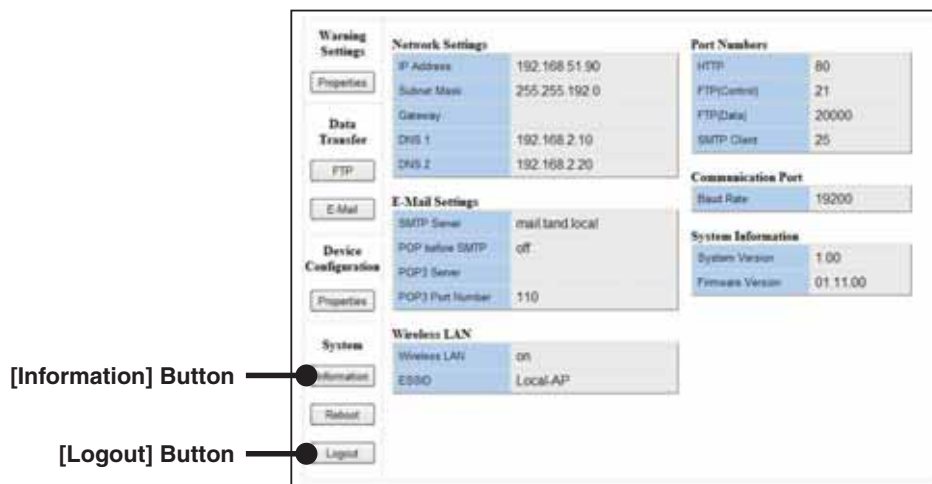 [Information] Button
[Logout] Button
Warning
Settings
Properties
Data
Transfer
FTP
E-Mail
Device
Configuration
Properties
System
Information
Reboot
Logout
Network Settings
IP Address 192.168.51.90
Subnet Mask 255.255.192.0
Gateway
DNS 1 192.168.2.10
DNS 2 192.168.2.20
E-Mail Settings
SMTP Server mail.tand.local
POP before SMTP off
POP3 Server
POP3 Port Number 110
Wireless LAN
Wireless LAN on
ESSID Local-AP
Port Numbers
HTTP 80
FTP(Control) 21
FTP(Data) 20000
SMTP Client 25
Communication Port
Baud Rate 19200
System Information
System Version 1.00
Firmware Version 01.11.00